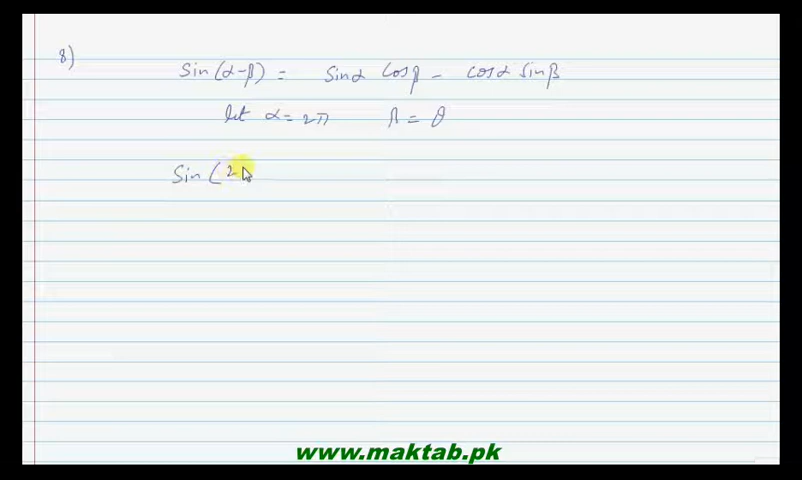 8)
Sin(α-β) = Sinα Cosβ - Cosα Sinβ
let α = 2π β = θ
Sin(2
www.maktab.pk